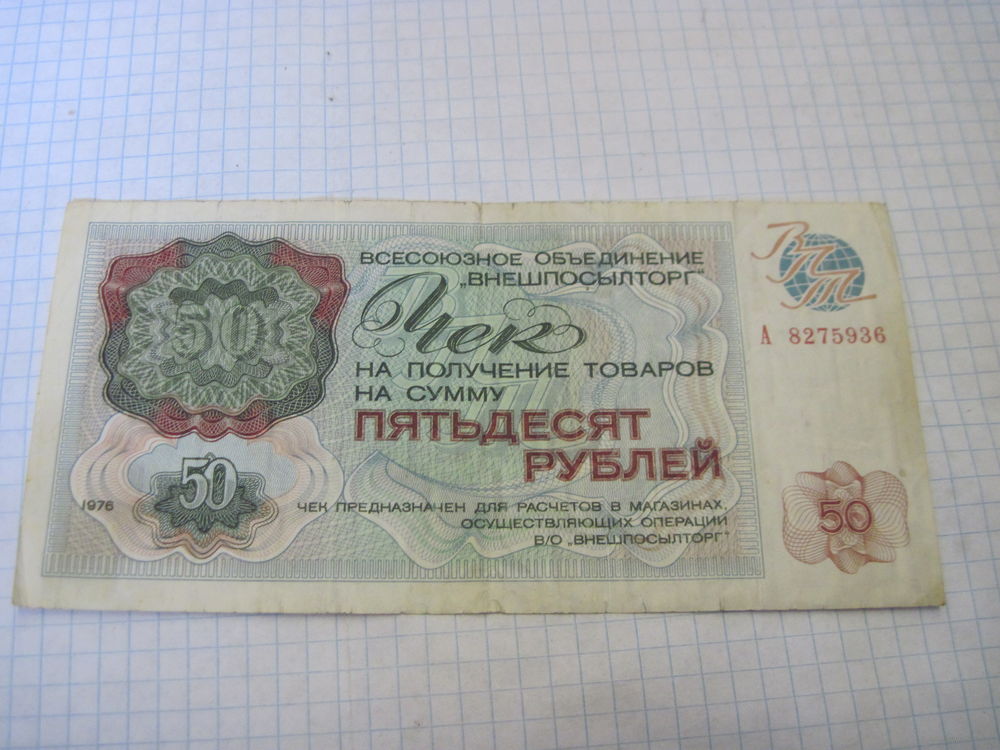 ВСЕСОЮЗНОЕ ОБЪЕДИНЕНИЕ
„ВНЕШПОСЫЛТОРГ"
ВПТ
А 8275936
50
Чек
НА ПОЛУЧЕНИЕ ТОВАРОВ
НА СУММУ
ПЯТЬДЕСЯТ
РУБЛЕЙ
50
1976
ЧЕК ПРЕДНАЗНАЧЕН ДЛЯ РАСЧЕТОВ В МАГАЗИНАХ,
ОСУЩЕСТВЛЯЮЩИХ ОПЕРАЦИИ
В/О „ВНЕШПОСЫЛТОРГ"
50